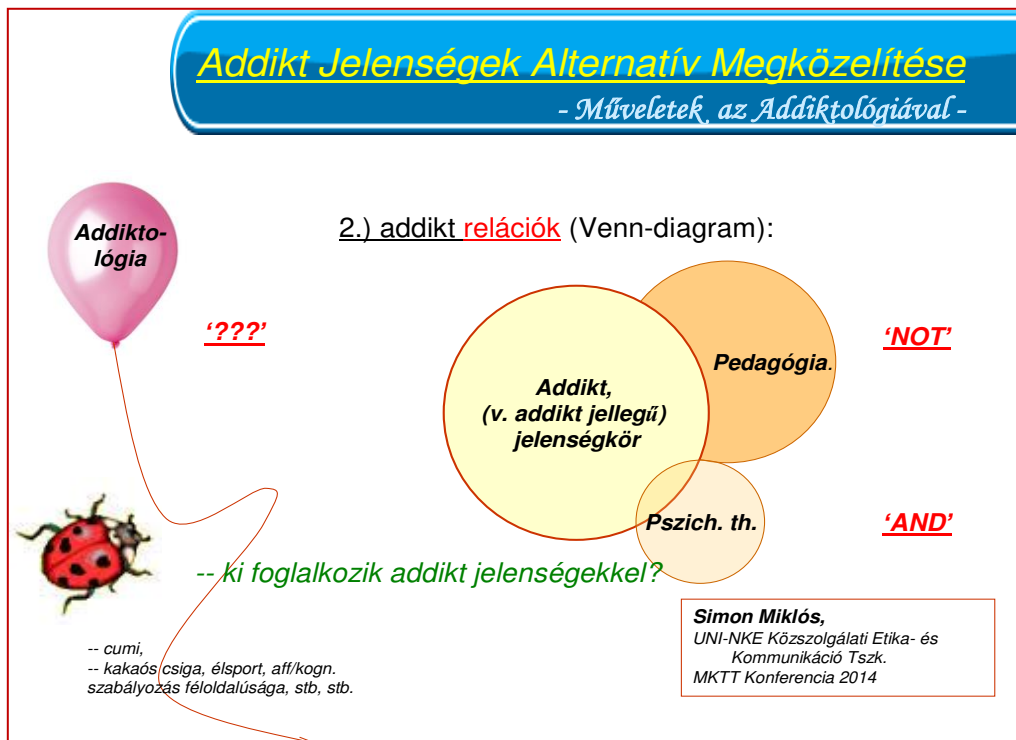 Addikt Jelenségek Alternatív Megközelítése
- Műveletek az Addiktológiával -
Addikto-
lógia
2.) addikt relációk (Venn-diagram):
'???'
'NOT'
Pedagógia.
Addikt,
(v. addikt jellegű)
jelenségkör
Pszich. th.
'AND'
-- ki foglalkozik addikt jelenségekkel?
-- cumi,
-- kakaós csiga, élsport, aff/kogn.
szabályozás féloldalúsága, stb, stb.
Simon Miklós,
UNI-NKE Közszolgálati Etika- és
Kommunikáció Tszk.
MKTT Konferencia 2014